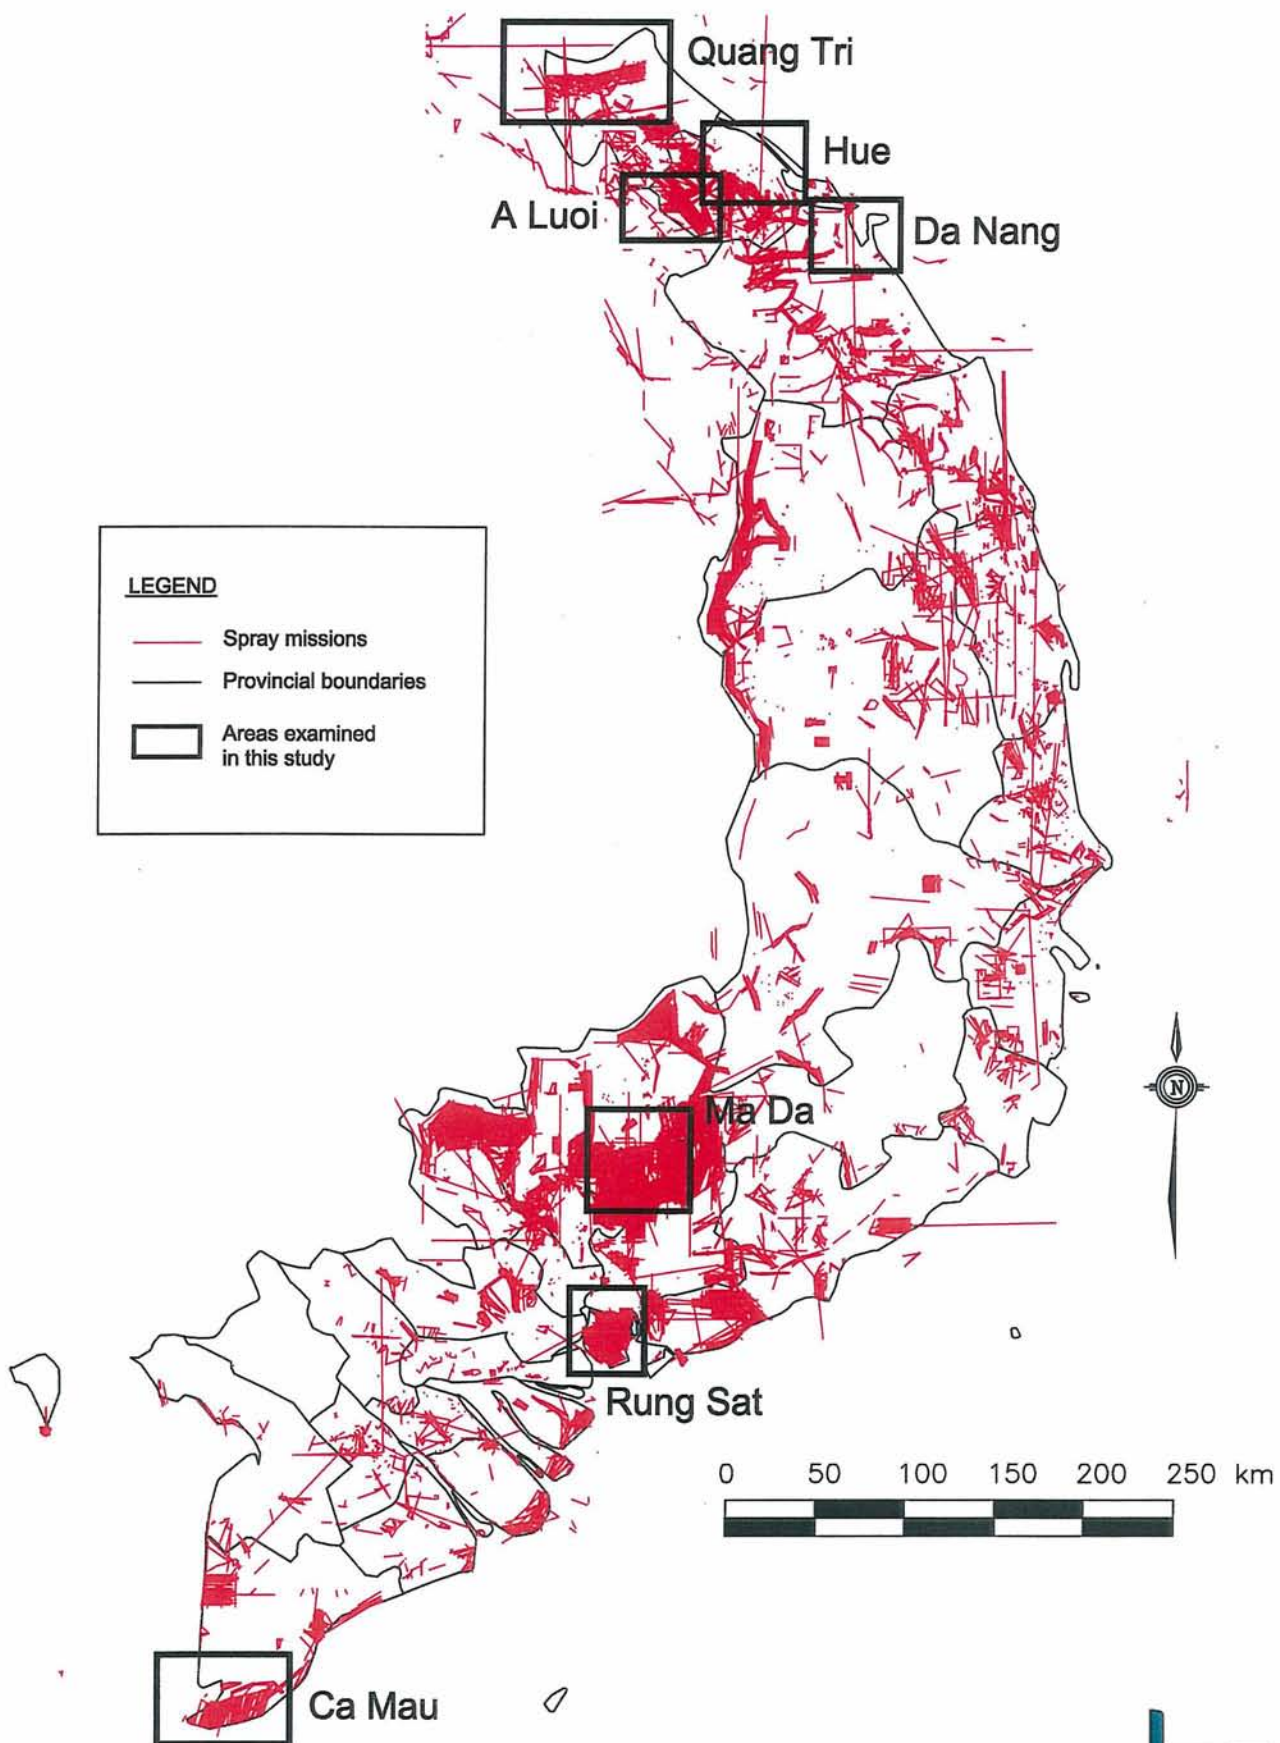 Quang Tri
Hue
A Luoi
Da Nang
LEGEND
Spray missions
Provincial boundaries
Areas examined
in this study
Ma Da
N
Rung Sat
0 50 100 150 200 250 km
Ca Mau